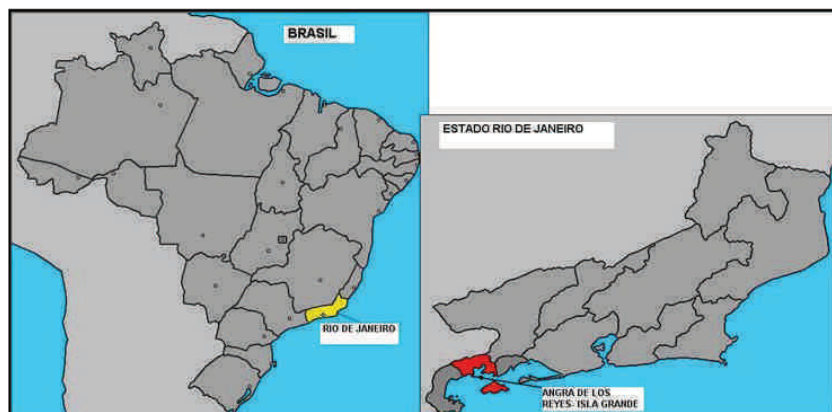 BRASIL
RIO DE JANEIRO
ESTADO RIO DE JANEIRO
ANGRA DE LOS
REYES- ISLA GRANDE